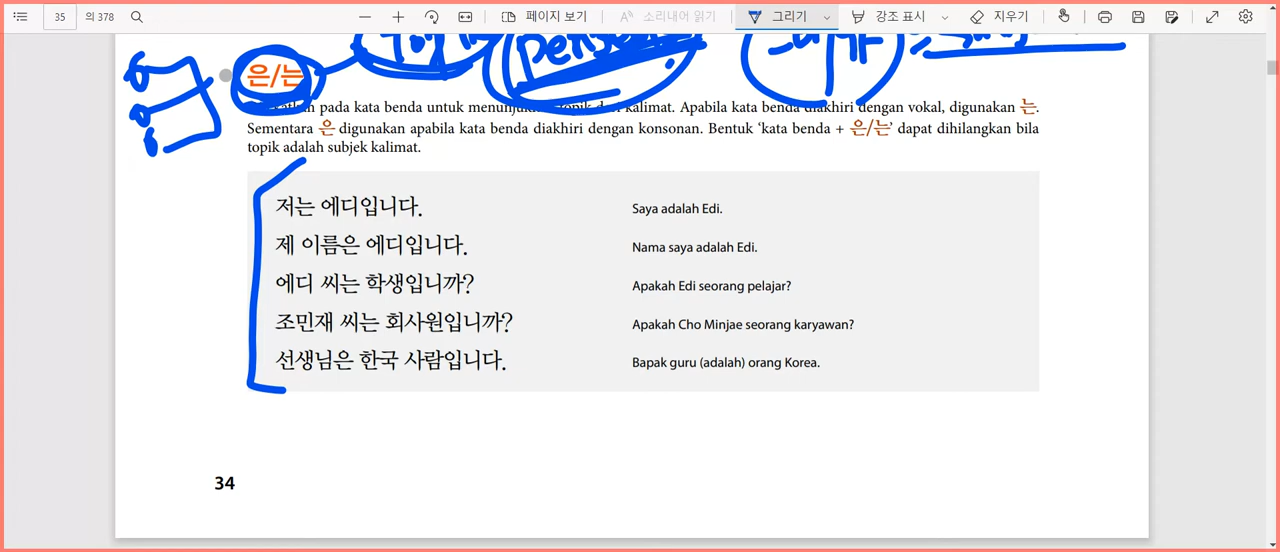 35 의 378 페이지 보기 소리내어 읽기 그리기 강조 표시 지우기
은/는
pada kata benda untuk kalimat. Apabila kata benda diakhiri dengan vokal, digunakan 는.
Sementara 은 digunakan apabila kata benda diakhiri dengan konsonan. Bentuk ‘kata benda + 은/는’ dapat dihilangkan bila
topik adalah subjek kalimat.
저는 에디입니다. Saya adalah Edi.
제 이름은 에디입니다. Nama saya adalah Edi.
에디 씨는 학생입니까? Apakah Edi seorang pelajar?
조민재 씨는 회사원입니까? Apakah Cho Minjae seorang karyawan?
선생님은 한국 사람입니다. Bapak guru (adalah) orang Korea.
34